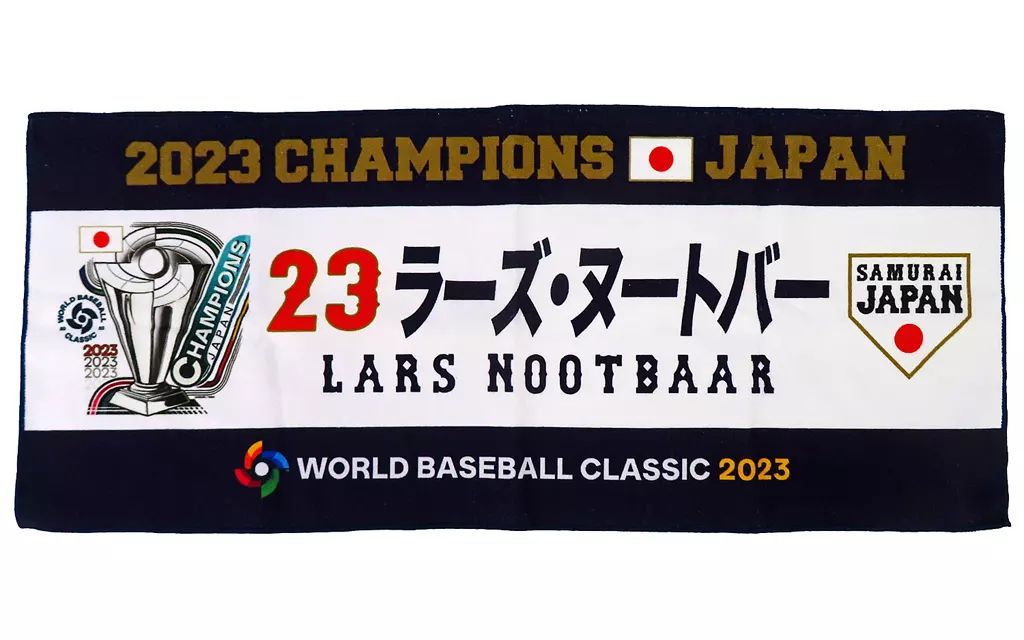 2023 CHAMPIONS JAPAN
CHAMPIONS
JAPAN
WORLD BASEBALL CLASSIC
2023
2023
2023
23 ラーズ・ヌートバー
LARS NOOTBAAR
SAMURAI
JAPAN
WORLD BASEBALL CLASSIC 2023